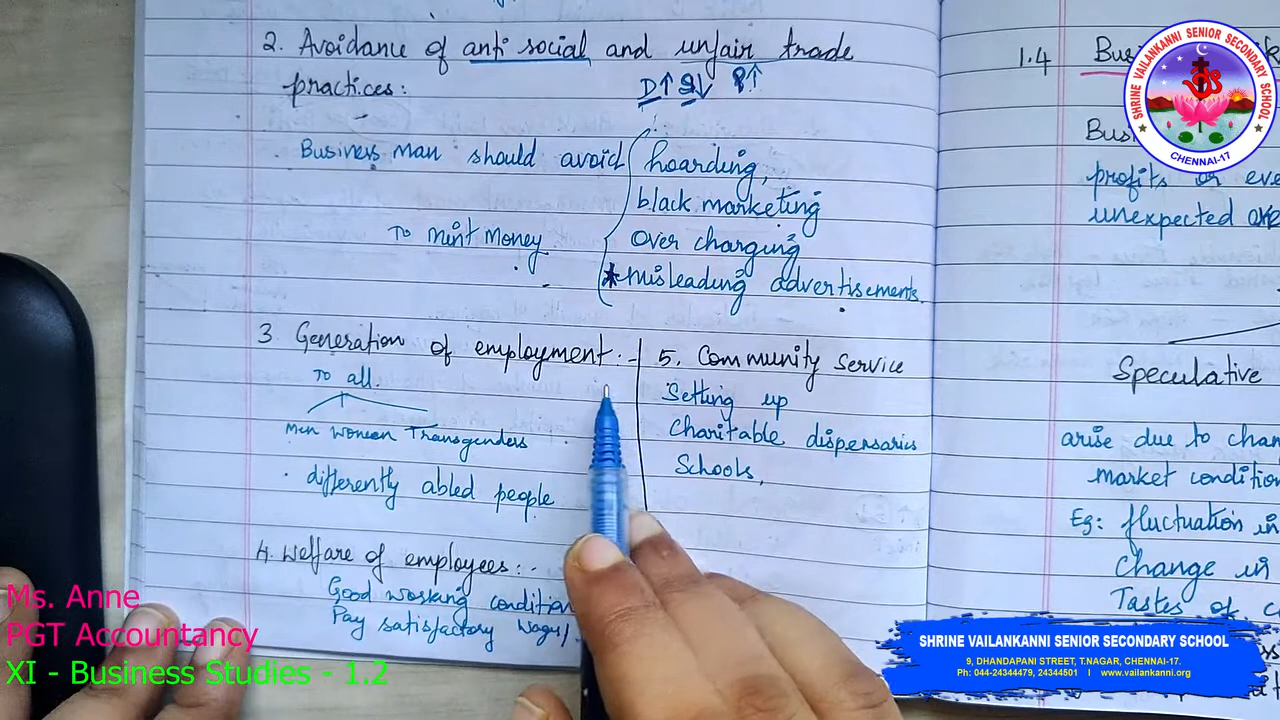 2. Avoidance of anti social and unfair trade
practices:
D↑ S↓ P↑
Business man should avoid
hoarding,
black marketing
To mint money
Over charging
*misleading advertisements.
3 Generation of employment: -
To all.
Men Women Transgenders
differently abled people
4. Welfare of employees: -
Good working condition
Pay satisfactory wages/
5. Community Service
Setting up
charitable dispensaries
Schools,
1.4
profits or
unexpected
Speculative
arise due to
market condition
Eg: fluctuation in
change in
Tastes of
SHRINE VAILANKANNI SENIOR SECONDARY SCHOOL
CHENNAI-17
Ms. Anne
PGT Accountancy
XI - Business Studies - 1.2
SHRINE VAILANKANNI SENIOR SECONDARY SCHOOL
9, DHANDAPANI STREET, T.NAGAR, CHENNAI-17.
Ph: 044-24344479, 24344501 I www.vailankanni.org